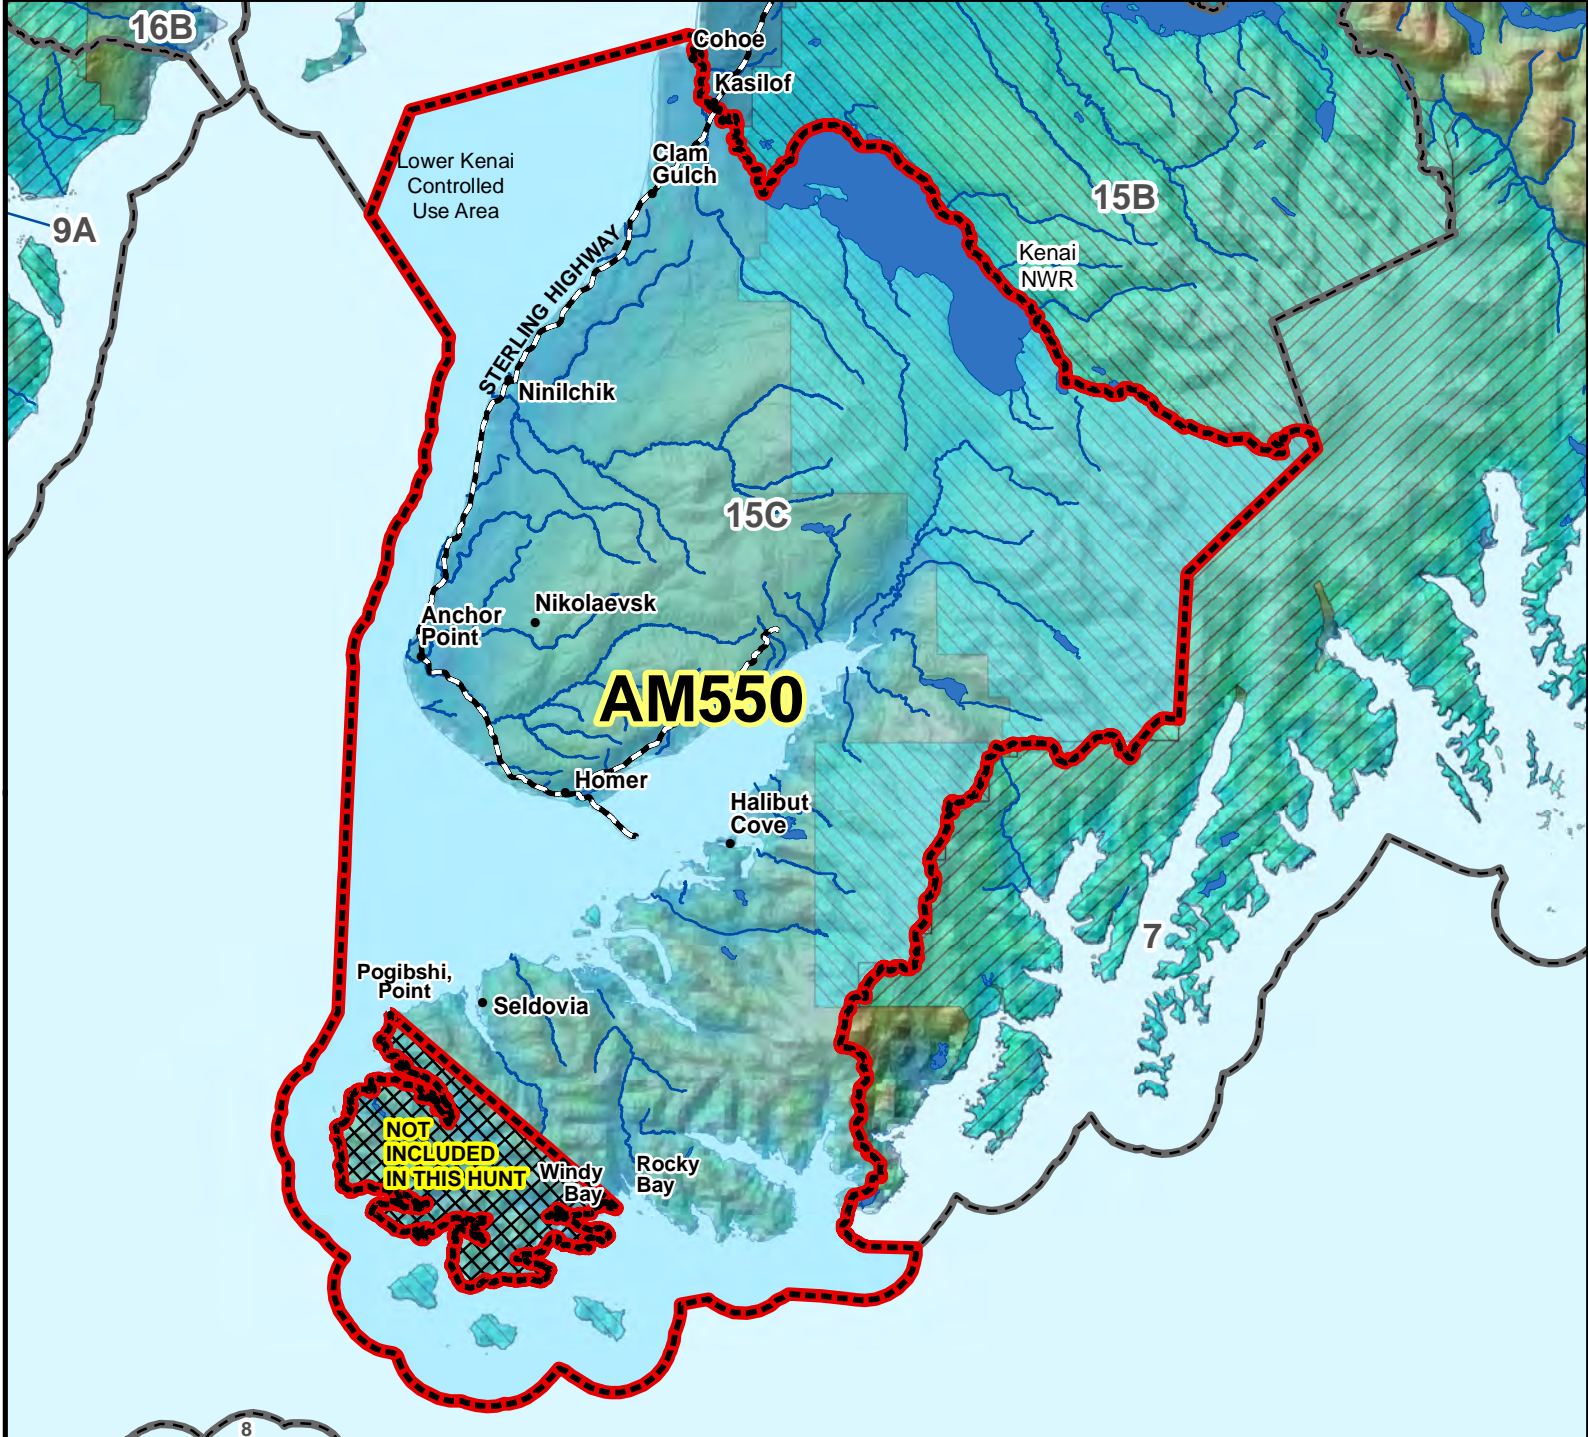 16B
Cohoe
Kasilof
Clam
Gulch
Lower Kenai
Controlled
Use Area
15B
9A
Kenai
NWR
STERLING HIGHWAY
Ninilchik
15C
Nikolaevsk
Anchor
Point
AM550
Homer
Halibut
Cove
7
Pogibshi,
Point
Seldovia
NOT
INCLUDED
IN THIS HUNT
Windy
Bay
Rocky
Bay
8